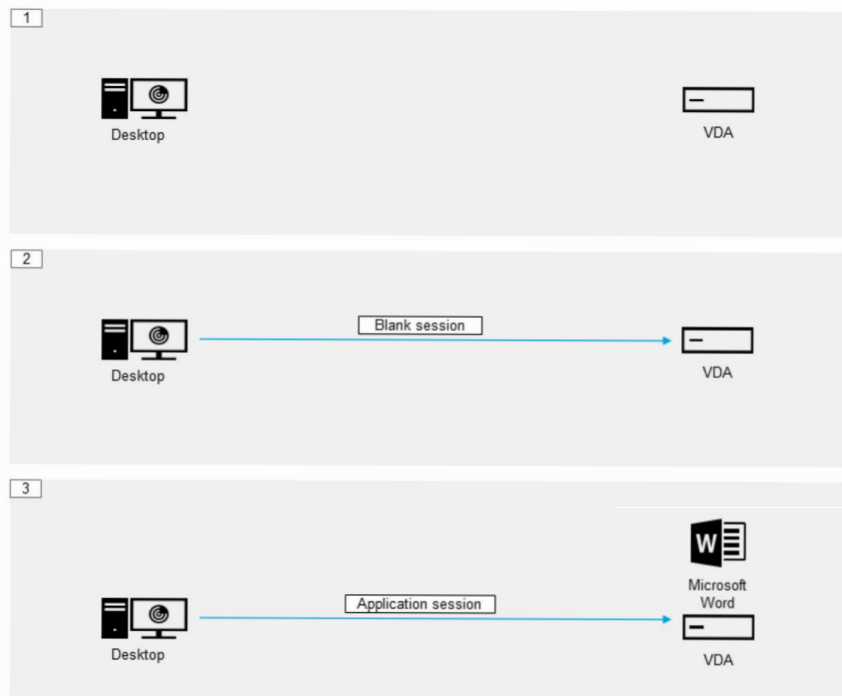 1
Desktop
VDA
2
Blank session
Desktop
VDA
3
W
Microsoft
Word
Application session
Desktop
VDA